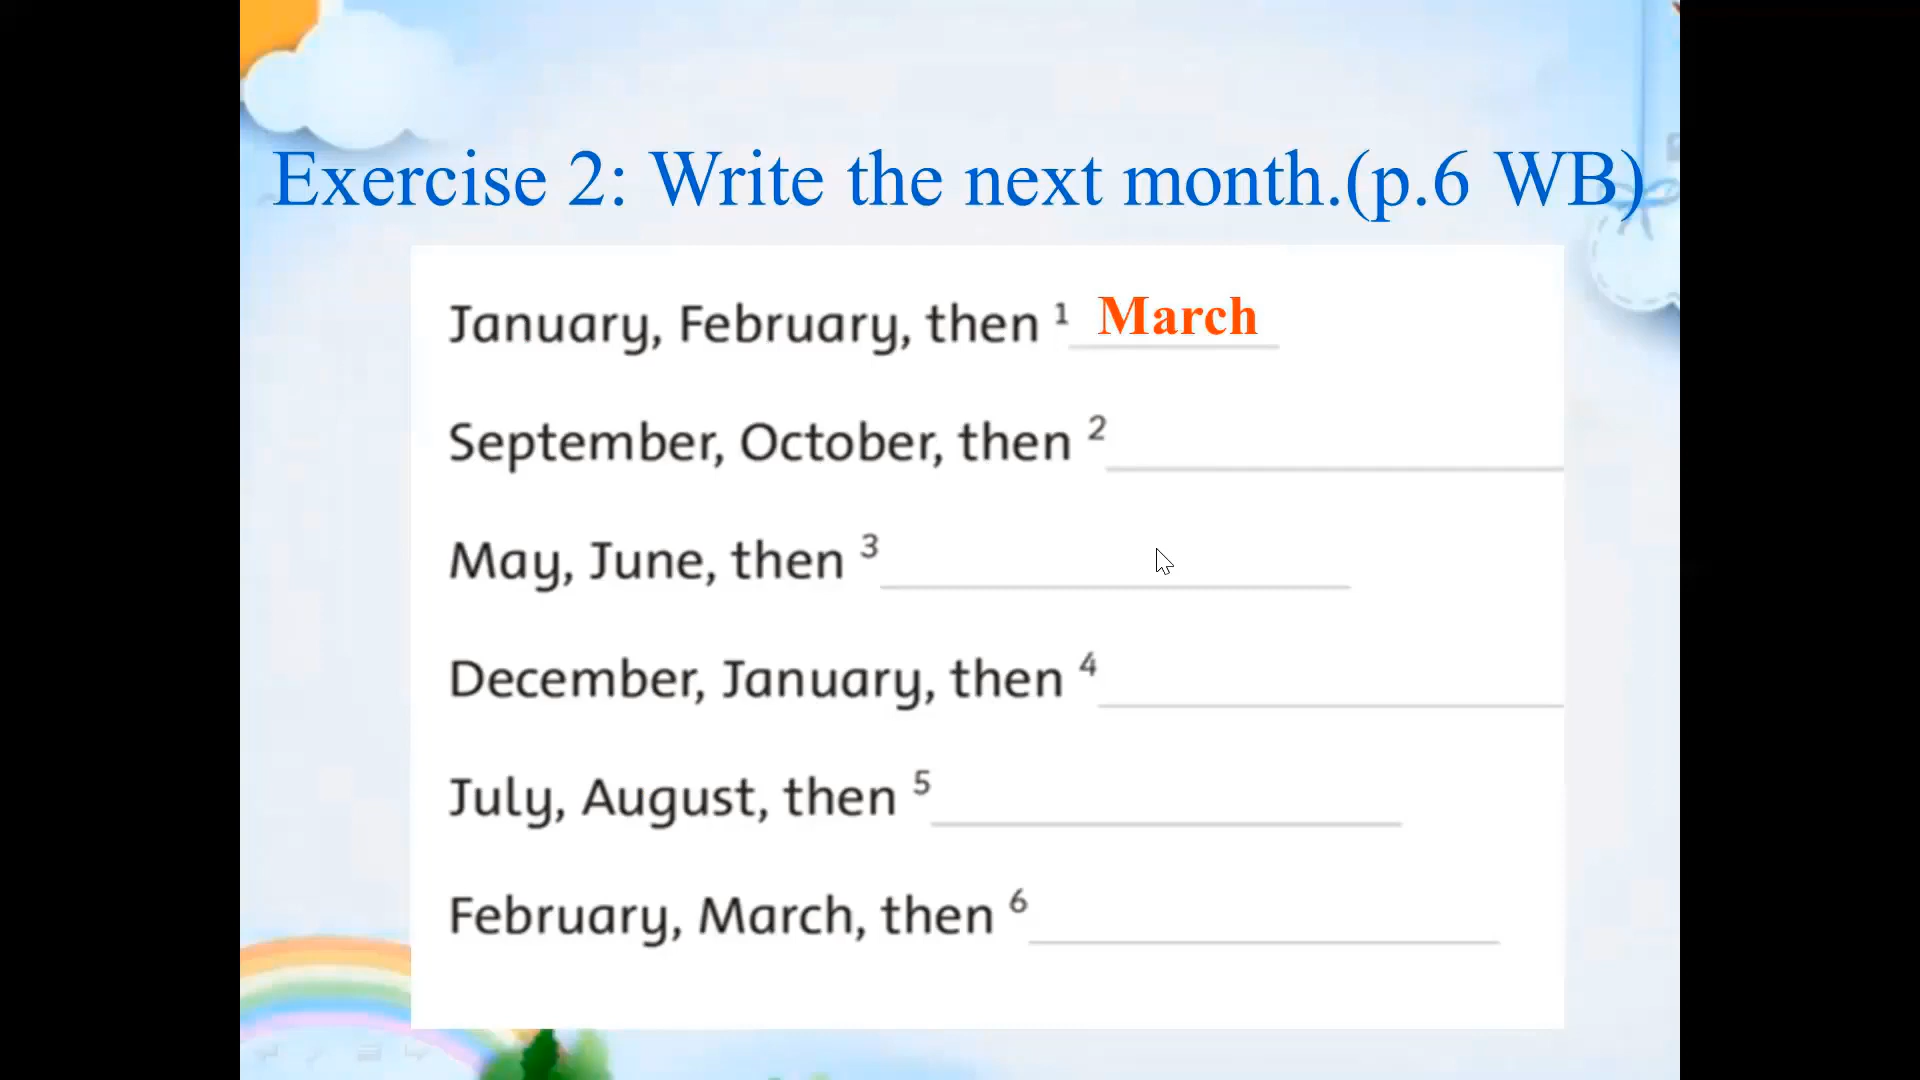 Exercise 2: Write the next month.(p.6 WB)
January, February, then ¹ March
September, October, then ²
May, June, then ³
December, January, then ⁴
July, August, then ⁵
February, March, then ⁶